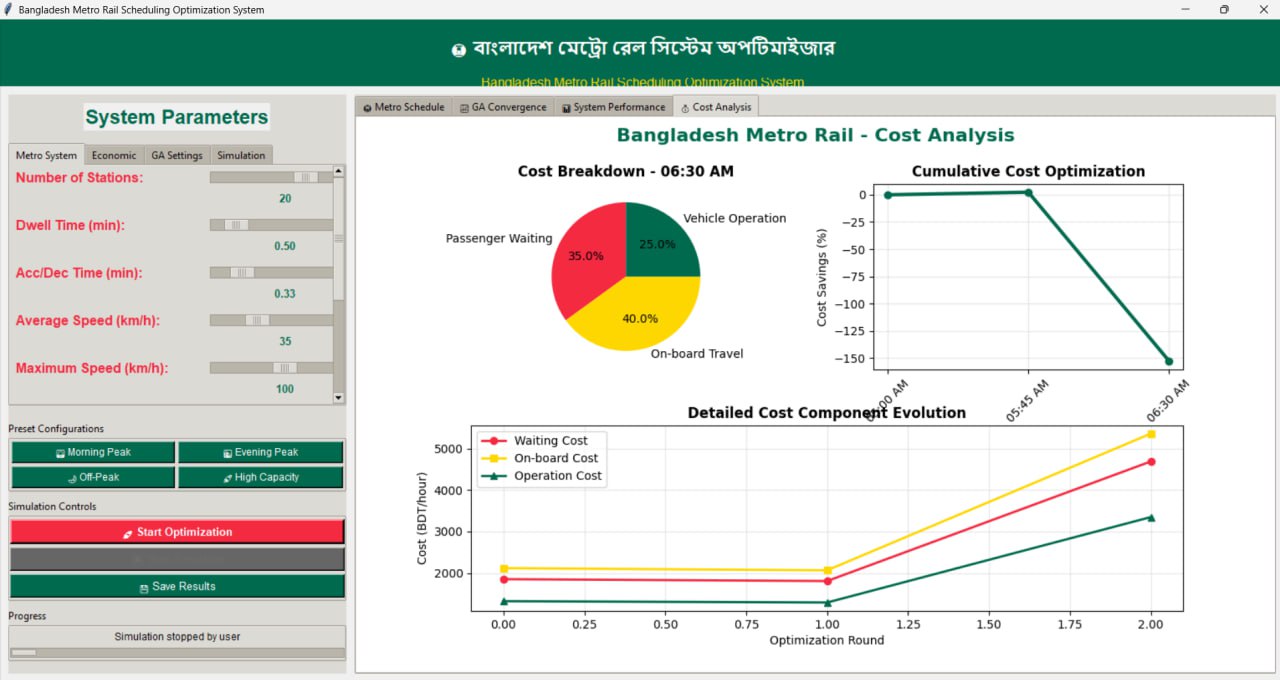 Bangladesh Metro Rail Scheduling Optimization System
বাংলাদেশ মেট্রো রেল সিস্টেম অপটিমাইজার
Bangladesh Metro Rail Scheduling Optimization System
System Parameters
Metro System Economic GA Settings Simulation
Number of Stations:
20
Dwell Time (min):
0.50
Acc/Dec Time (min):
0.33
Average Speed (km/h):
35
Maximum Speed (km/h):
100
Preset Configurations
Morning Peak Evening Peak
Off-Peak High Capacity
Simulation Controls
Start Optimization
Save Results
Progress
Simulation stopped by user
Metro Schedule GA Convergence System Performance Cost Analysis
Bangladesh Metro Rail - Cost Analysis
Cost Breakdown - 06:30 AM
Vehicle Operation
25.0%
Passenger Waiting
35.0%
40.0%
On-board Travel
Cumulative Cost Optimization
Cost Savings (%)
0
−25
−50
−75
−100
−125
−150
:00 AM 05:45 AM 06:30 AM
Detailed Cost Component Evolution
Waiting Cost
On-board Cost
Operation Cost
Cost (BDT/hour)
5000
4000
3000
2000
0.00 0.25 0.50 0.75 1.00 1.25 1.50 1.75 2.00
Optimization Round